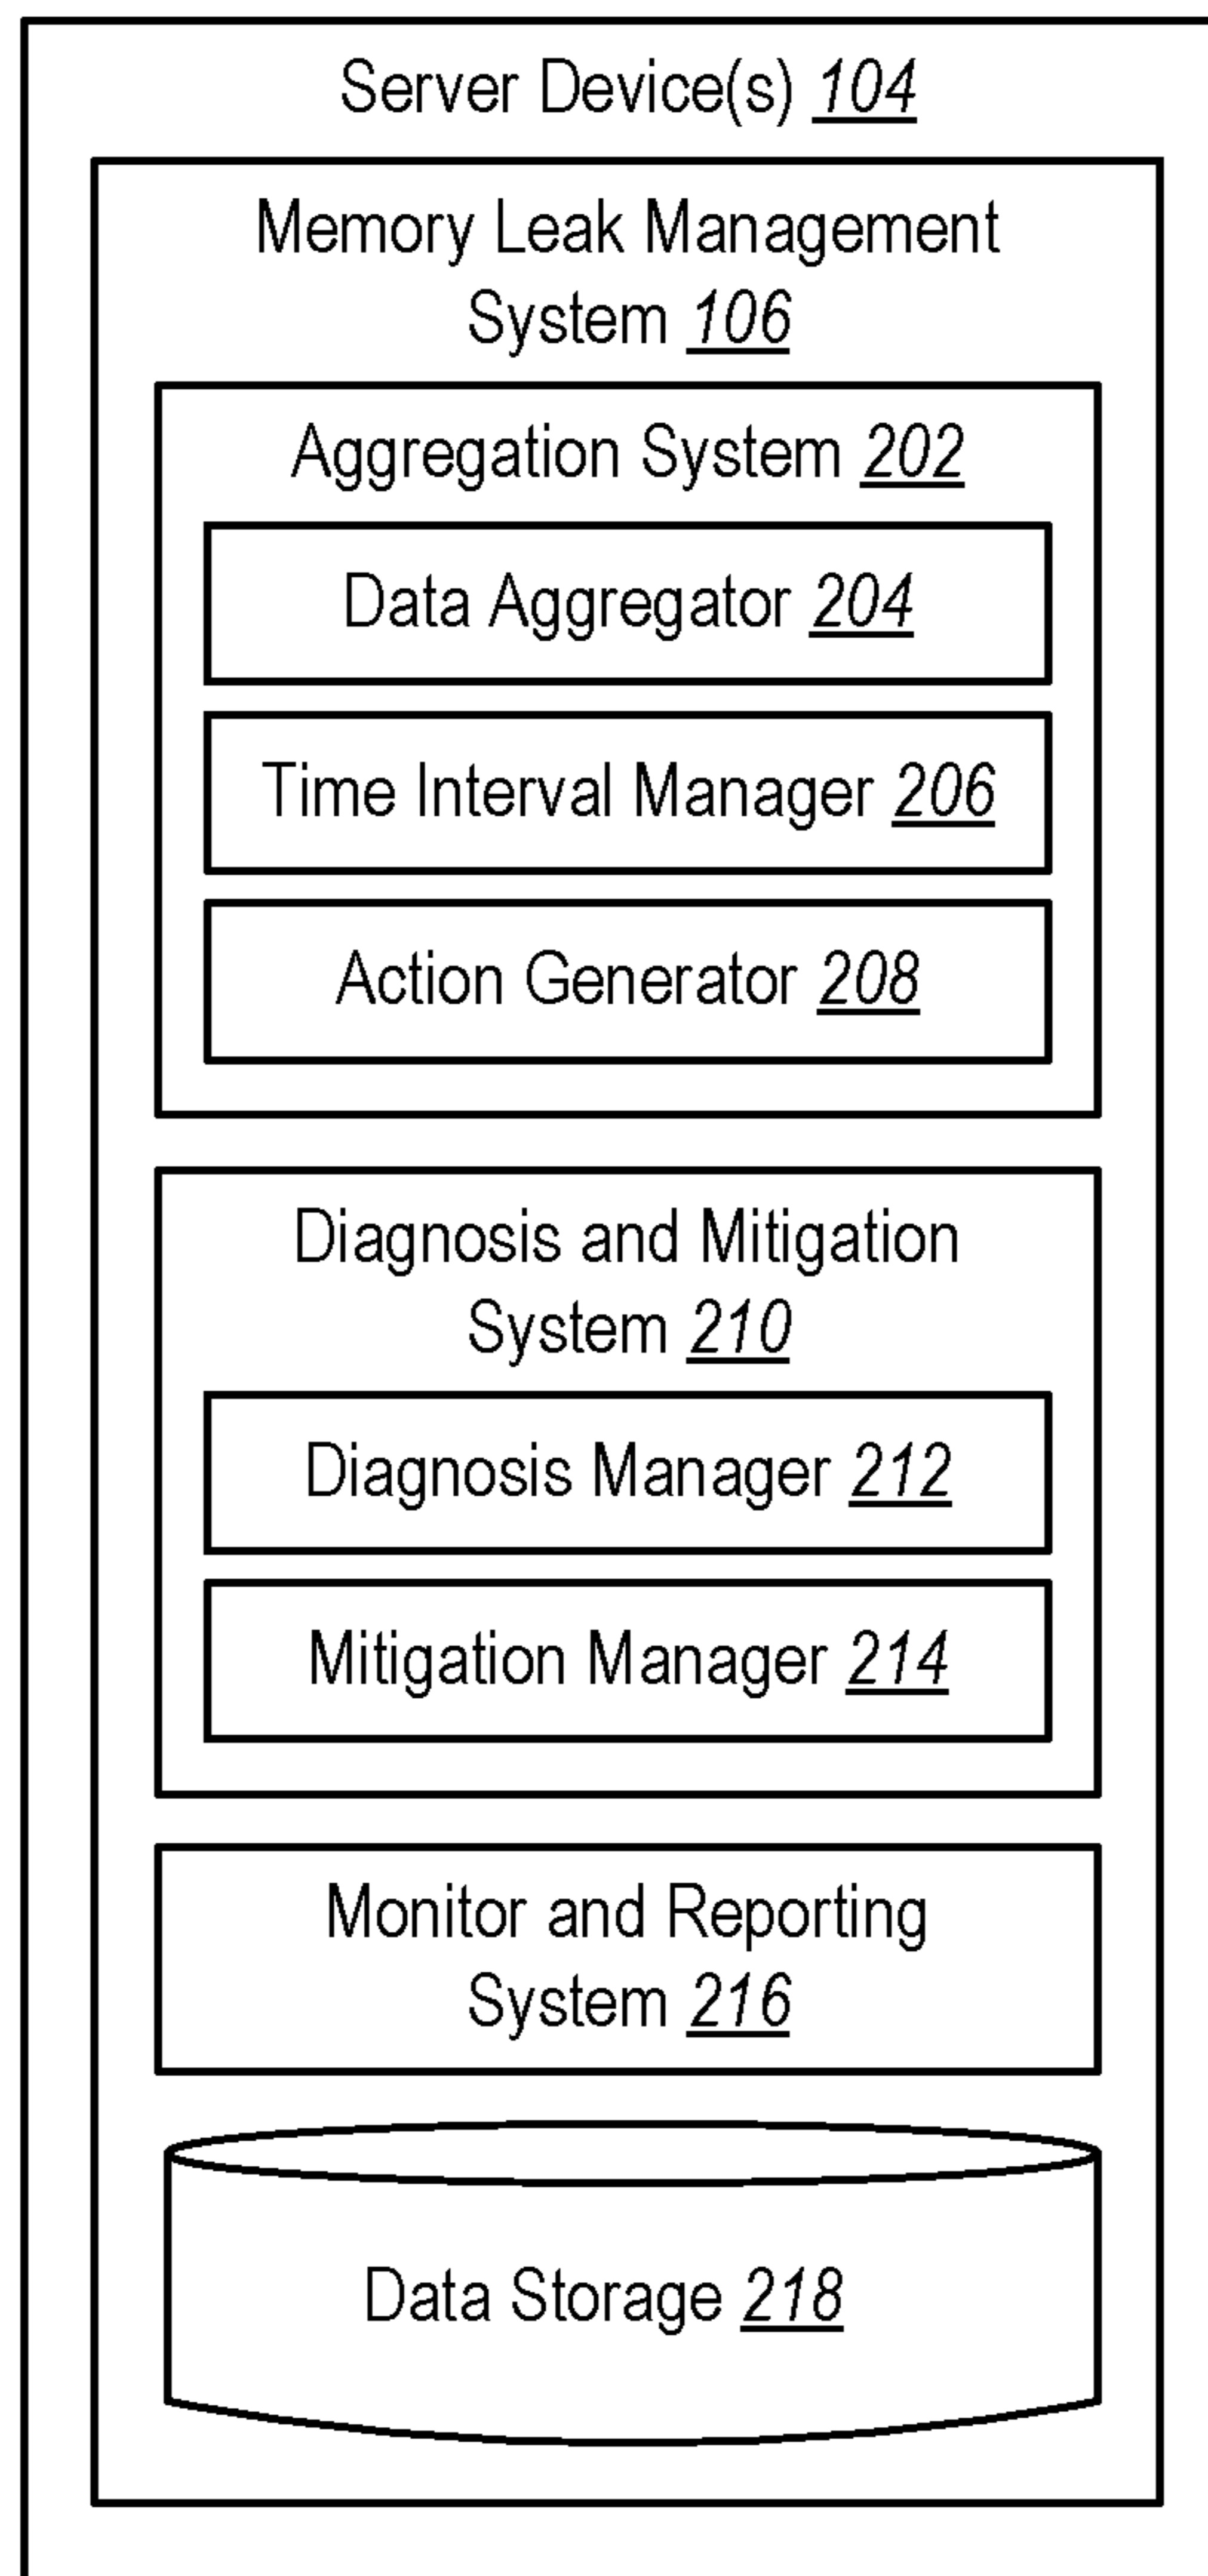 Server Device(s) 104
Memory Leak Management
System 106
Aggregation System 202
Data Aggregator 204
Time Interval Manager 206
Action Generator 208
Diagnosis and Mitigation
System 210
Diagnosis Manager 212
Mitigation Manager 214
Monitor and Reporting
System 216
Data Storage 218